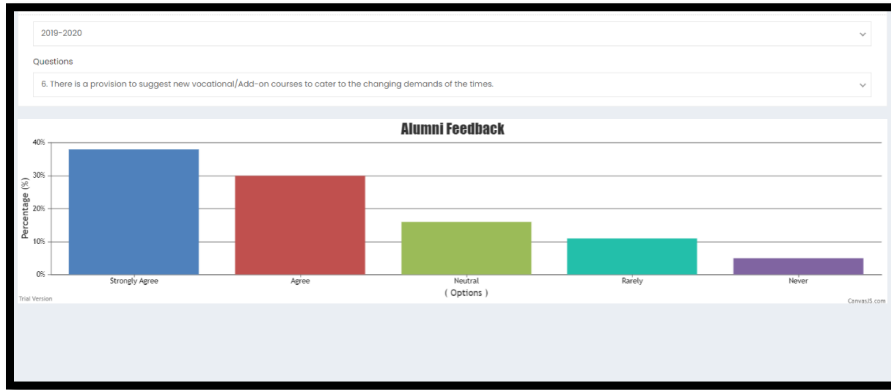 2019-2020
Questions
6. There is a provision to suggest new vocational/Add-on courses to cater to the changing demands of the times.
Alumni Feedback
Percentage (%)
40%
30%
20%
10%
0%
Strongly Agree
Agree
Neutral
Rarely
Never
( Options )
Trial Version
CanvasJS.com